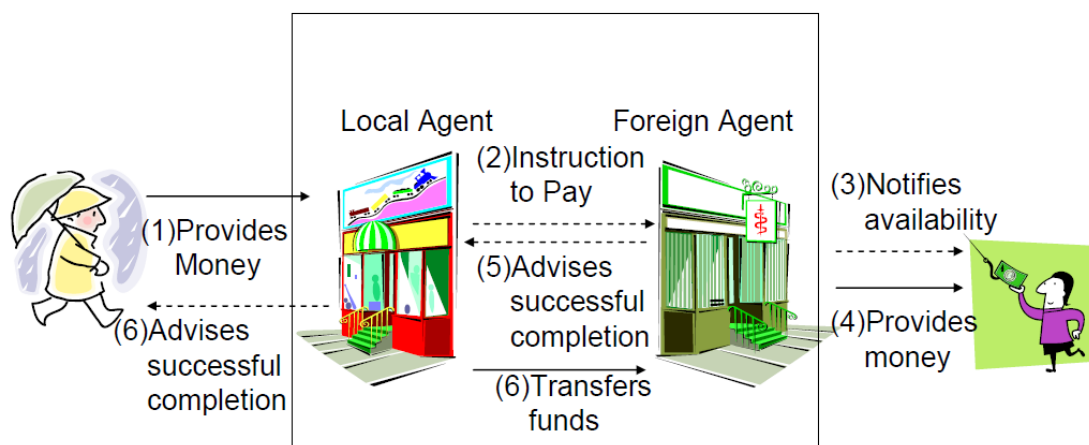 Local Agent
Foreign Agent
(1)Provides
Money
(2)Instruction
to Pay
(3)Notifies
availability
(4)Provides
money
(5)Advises
successful
completion
(6)Advises
successful
completion
(6)Transfers
funds